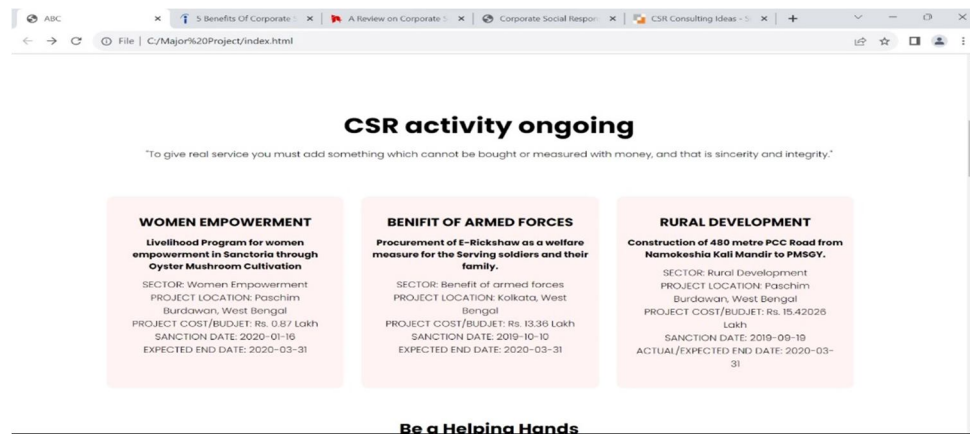 ABC
5 Benefits Of Corporate S
A Review on Corporate S
Corporate Social Respon
CSR Consulting Ideas - S
File | C:/Major%20Project/index.html
CSR activity ongoing
"To give real service you must add something which cannot be bought or measured with money, and that is sincerity and integrity."
WOMEN EMPOWERMENT
Livelihood Program for women
empowerment in Sanctoria through
Oyster Mushroom Cultivation
SECTOR: Women Empowerment
PROJECT LOCATION: Paschim
Burdawan, West Bengal
PROJECT COST/BUDJET: Rs. 0.87 Lakh
SANCTION DATE: 2020-01-16
EXPECTED END DATE: 2020-03-31
BENIFIT OF ARMED FORCES
Procurement of E-Rickshaw as a welfare
measure for the Serving soldiers and their
family.
SECTOR: Benefit of armed forces
PROJECT LOCATION: Kolkata, West
Bengal
PROJECT COST/BUDJET: Rs. 13.36 Lakh
SANCTION DATE: 2019-10-10
EXPECTED END DATE: 2020-03-31
RURAL DEVELOPMENT
Construction of 480 metre PCC Road from
Namokeshia Kali Mandir to PMSGY.
SECTOR: Rural Development
PROJECT LOCATION: Paschim
Burdawan, West Bengal
PROJECT COST/BUDJET: Rs. 15.42026
Lakh
SANCTION DATE: 2019-09-19
ACTUAL/EXPECTED END DATE: 2020-03-
31
Be a Helping Hands